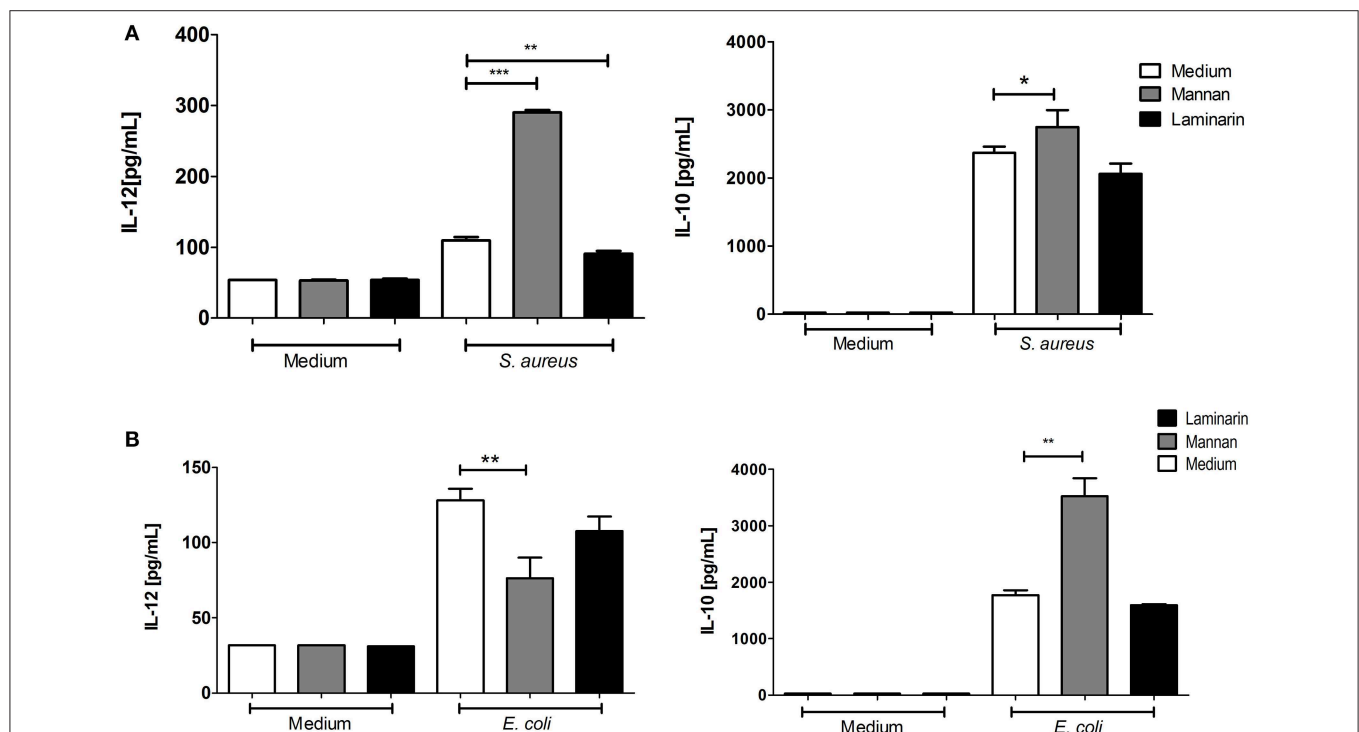 A
IL-12[pg/mL]
400
300
200
100
0
**
***
Medium
S. aureus
IL-10 [pg/mL]
4000
3000
2000
1000
0
*
Medium
S. aureus
Medium
Mannan
Laminarin
B
IL-12 [pg/mL]
150
100
50
0
**
Medium
E. coli
IL-10 [pg/mL]
4000
3000
2000
1000
0
**
Medium
E. coli
Laminarin
Mannan
Medium